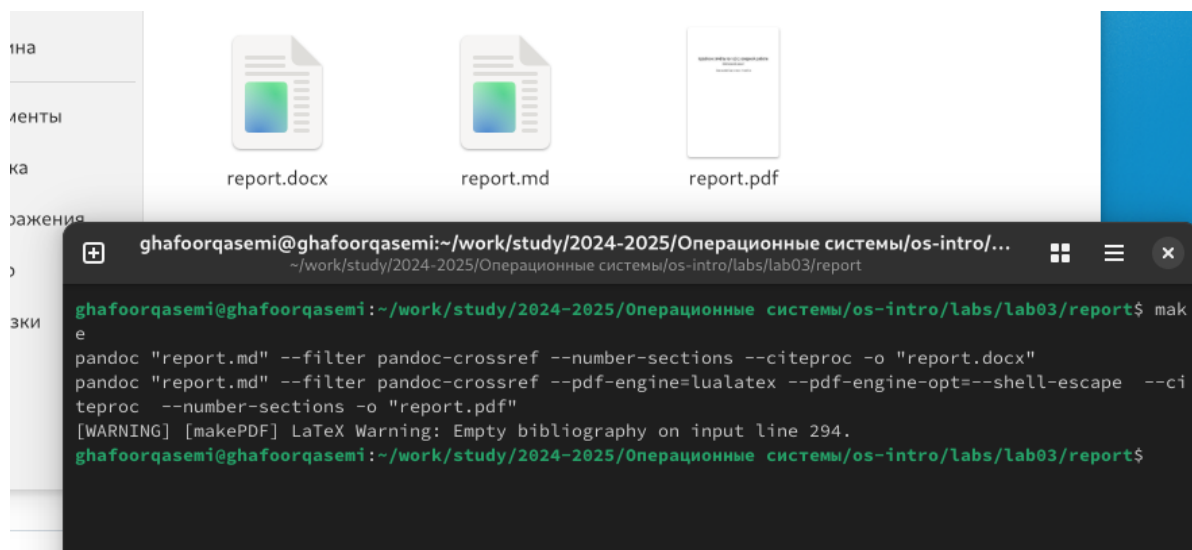 ина
менты
ка
ражения
о
зки
report.docx
report.md
report.pdf
ghafoorqasemi@ghafoorqasemi:~/work/study/2024-2025/Операционные системы/os-intro/...
~/work/study/2024-2025/Операционные системы/os-intro/labs/lab03/report
ghafoorqasemi@ghafoorqasemi:~/work/study/2024-2025/Операционные системы/os-intro/labs/lab03/report$ mak
e
pandoc "report.md" --filter pandoc-crossref --number-sections --citeproc -o "report.docx"
pandoc "report.md" --filter pandoc-crossref --pdf-engine=lualatex --pdf-engine-opt=--shell-escape  --ci
teproc  --number-sections -o "report.pdf"
[WARNING] [makePDF] LaTeX Warning: Empty bibliography on input line 294.
ghafoorqasemi@ghafoorqasemi:~/work/study/2024-2025/Операционные системы/os-intro/labs/lab03/report$